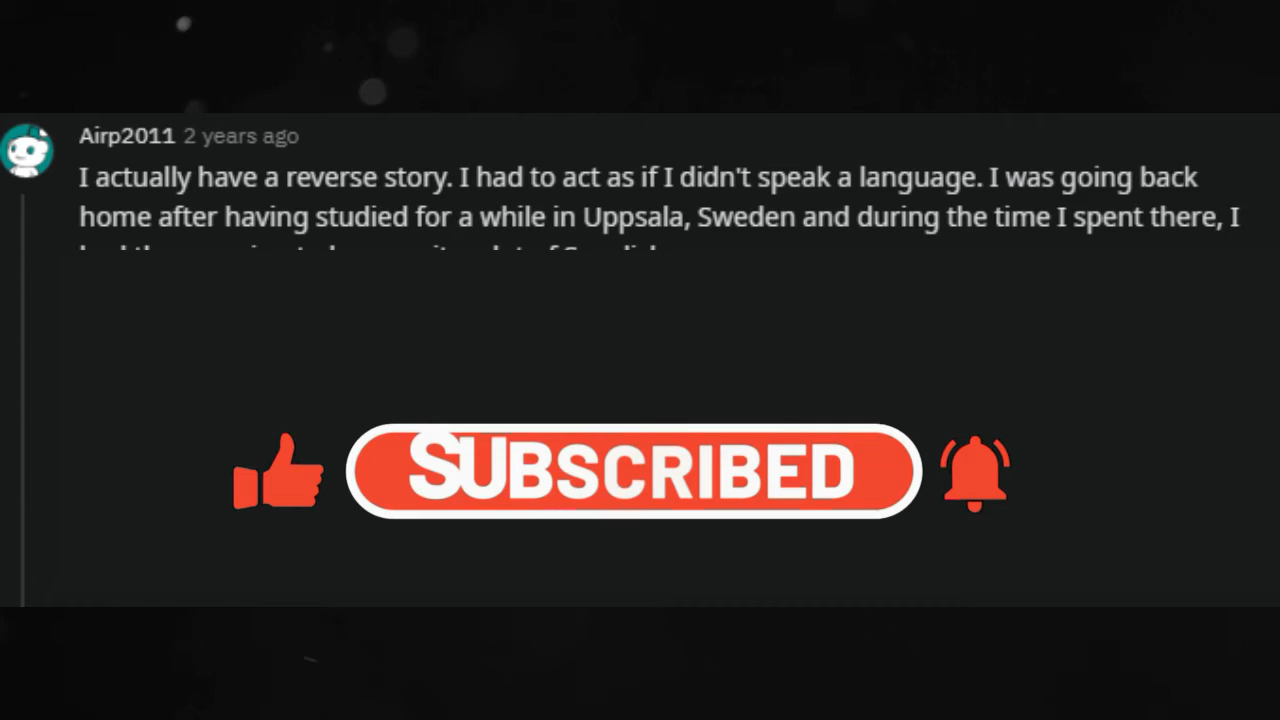 Airp2011 2 years ago
I actually have a reverse story. I had to act as if I didn't speak a language. I was going back
home after having studied for a while in Uppsala, Sweden and during the time I spent there, I
SUBSCRIBED